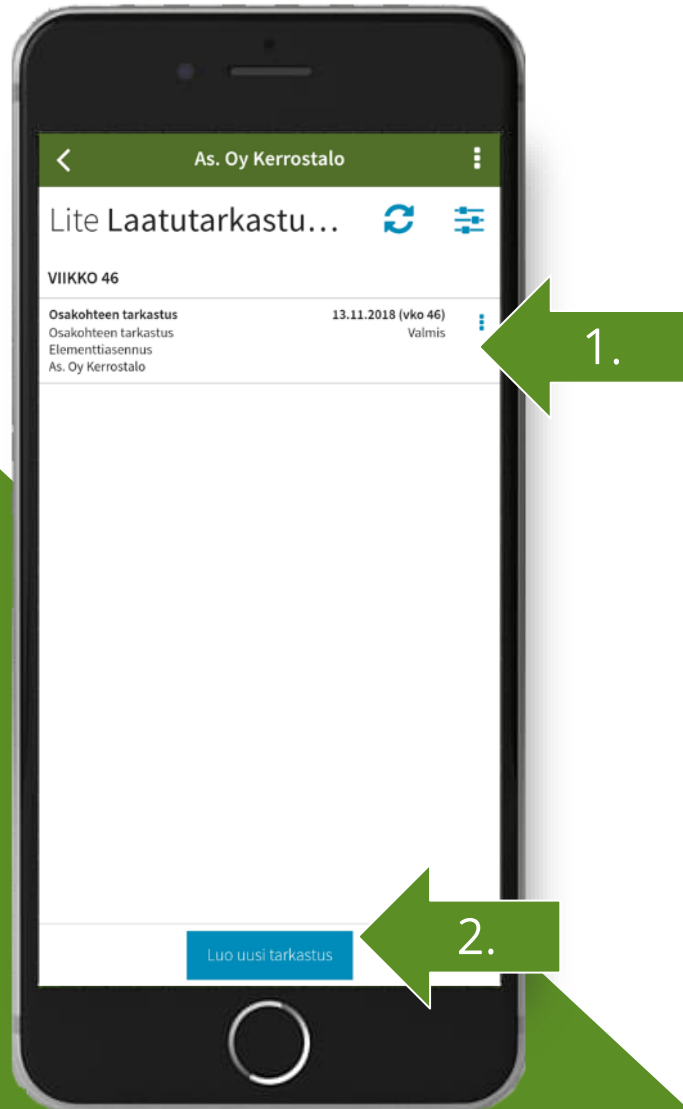 As. Oy Kerrostalo
Lite Laatutarkastu...
VIIKKO 46
Osakohteen tarkastus 13.11.2018 (vko 46)
Osakohteen tarkastus Valmis
Elementtiasennus
As. Oy Kerrostalo
1.
Luo uusi tarkastus
2.